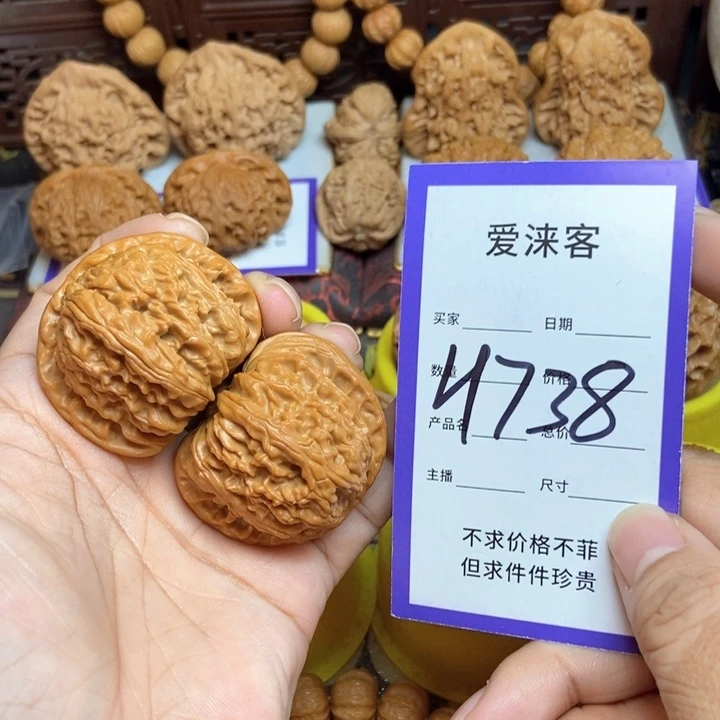 爱涞客
买家 日期
数量 价格
4738
产品名 总价
主播 尺寸
不求价格不菲
但求件件珍贵